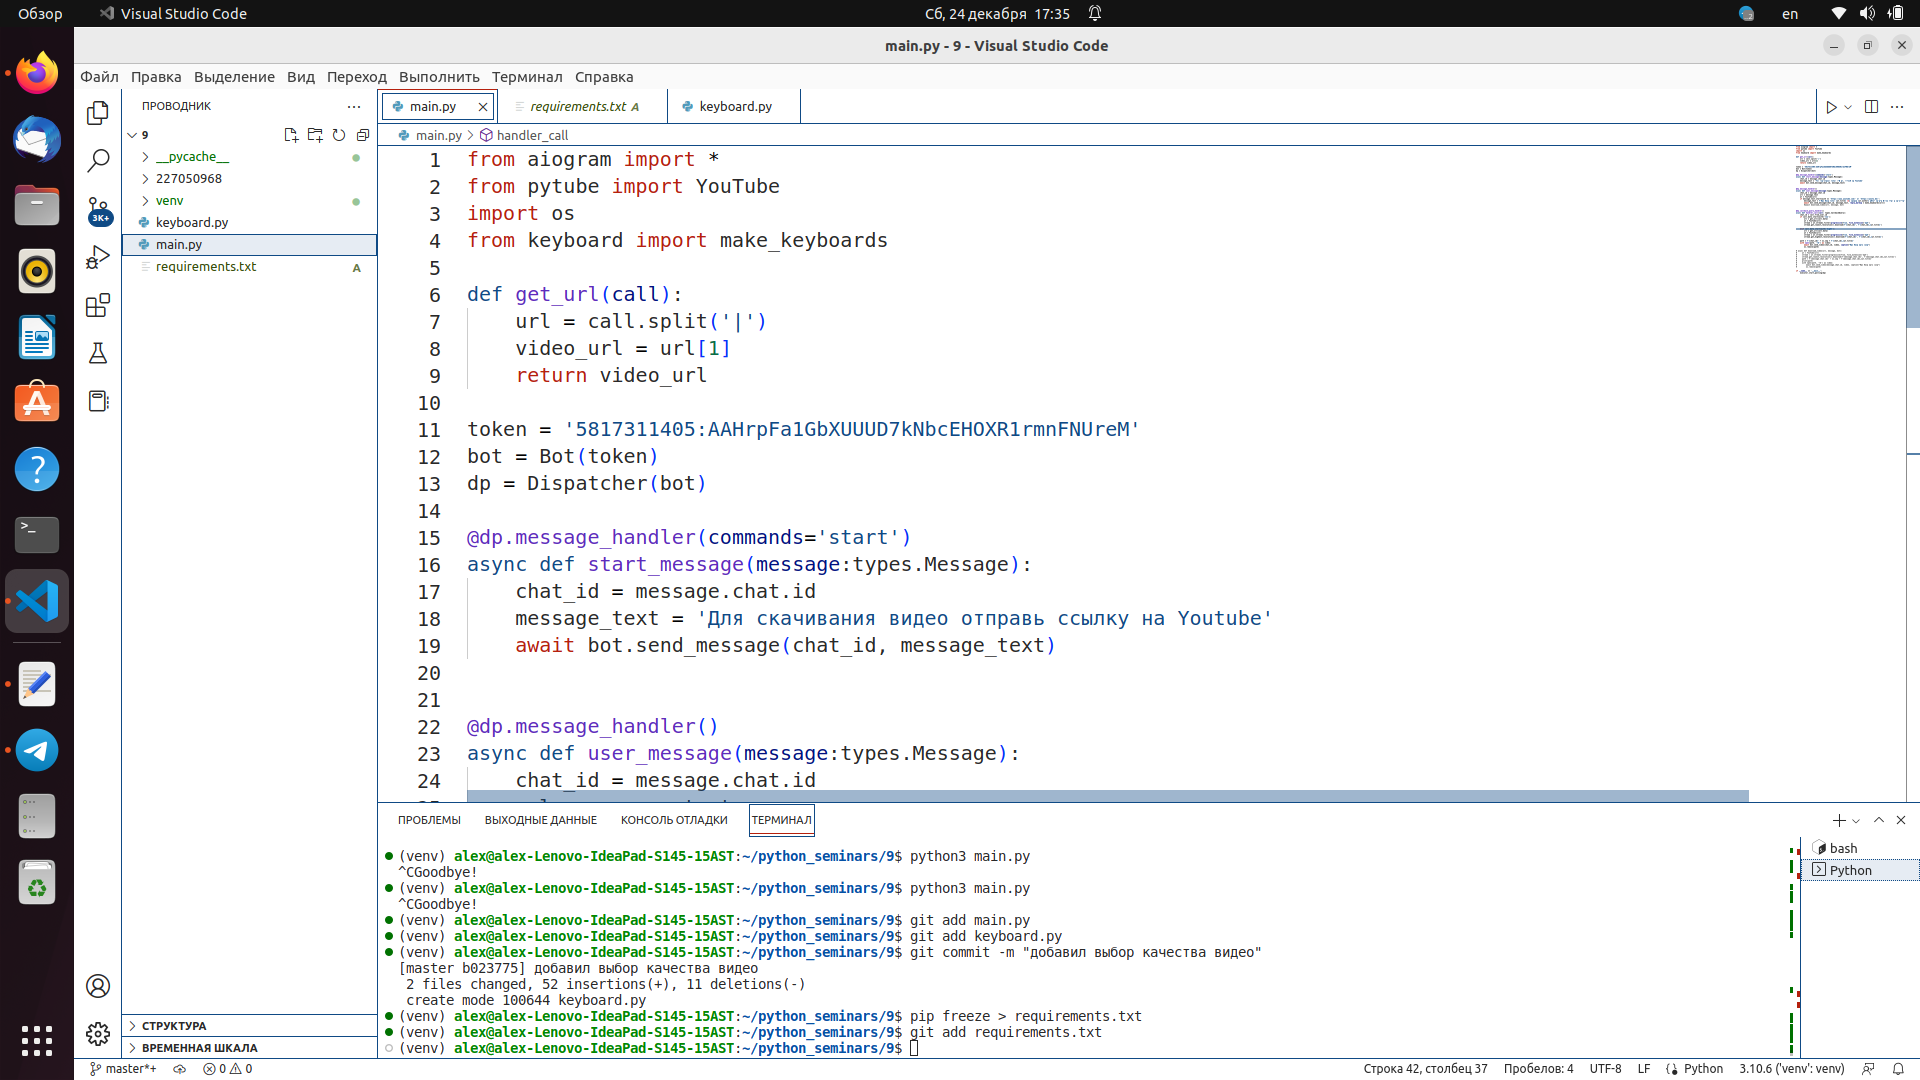 Обзор
Visual Studio Code
Сб, 24 декабря 17:35
en
main.py - 9 - Visual Studio Code
Файл Правка Выделение Вид Переход Выполнить Терминал Справка
ПРОВОДНИК
main.py
requirements.txt A
keyboard.py
9
main.py > handler_call
__pycache__
227050968
venv
keyboard.py
main.py
requirements.txt A
3K+
1 from aiogram import *
2 from pytube import YouTube
3 import os
4 from keyboard import make_keyboards
5
6 def get_url(call):
7 url = call.split('|')
8 video_url = url[1]
9 return video_url
10
11 token = '5817311405:AAHrpFa1GbXUUUD7kNbcEHOXR1rmnFNUreM'
12 bot = Bot(token)
13 dp = Dispatcher(bot)
14
15 @dp.message_handler(commands='start')
16 async def start_message(message:types.Message):
17 chat_id = message.chat.id
18 message_text = 'Для скачивания видео отправь ссылку на Youtube'
19 await bot.send_message(chat_id, message_text)
20
21
22 @dp.message_handler()
23 async def user_message(message:types.Message):
24 chat_id = message.chat.id
ПРОБЛЕМЫ ВЫХОДНЫЕ ДАННЫЕ КОНСОЛЬ ОТЛАДКИ ТЕРМИНАЛ
(venv) alex@alex-Lenovo-IdeaPad-S145-15AST:~/python_seminars/9$ python3 main.py
^CGoodbye!
(venv) alex@alex-Lenovo-IdeaPad-S145-15AST:~/python_seminars/9$ python3 main.py
^CGoodbye!
(venv) alex@alex-Lenovo-IdeaPad-S145-15AST:~/python_seminars/9$ git add main.py
(venv) alex@alex-Lenovo-IdeaPad-S145-15AST:~/python_seminars/9$ git add keyboard.py
(venv) alex@alex-Lenovo-IdeaPad-S145-15AST:~/python_seminars/9$ git commit -m "добавил выбор качества видео"
[master b023775] добавил выбор качества видео
2 files changed, 52 insertions(+), 11 deletions(-)
create mode 100644 keyboard.py
(venv) alex@alex-Lenovo-IdeaPad-S145-15AST:~/python_seminars/9$ pip freeze > requirements.txt
(venv) alex@alex-Lenovo-IdeaPad-S145-15AST:~/python_seminars/9$ git add requirements.txt
(venv) alex@alex-Lenovo-IdeaPad-S145-15AST:~/python_seminars/9$
bash
Python
СТРУКТУРА
ВРЕМЕННАЯ ШКАЛА
master*+ 0 0
Строка 42, столбец 37 Пробелов: 4 UTF-8 LF Python 3.10.6 ('venv': venv)